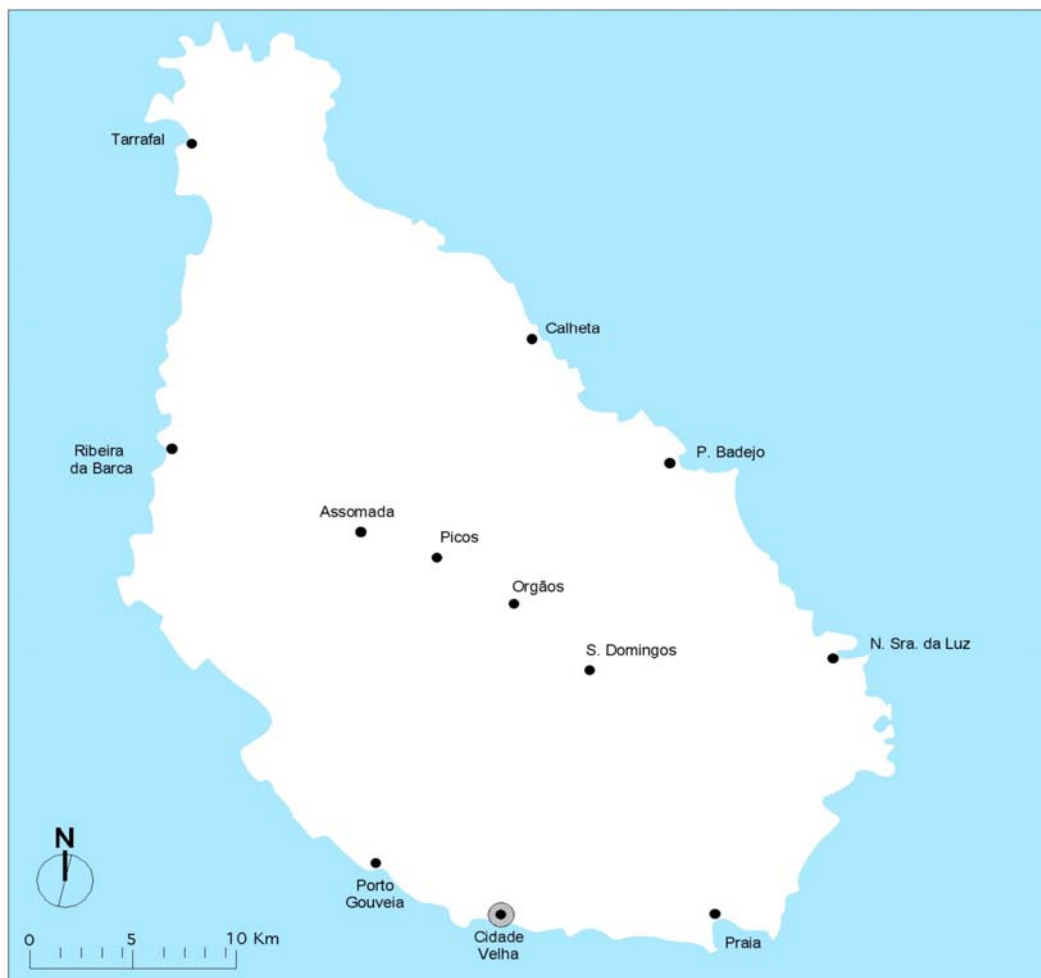 Tarrafal
Calheta
Ribeira
da Barca
P. Badejo
Assomada
Picos
Orgãos
S. Domingos
N. Sra. da Luz
N
Porto
Gouveia
Cidade
Velha
Praia
0 5 10 Km